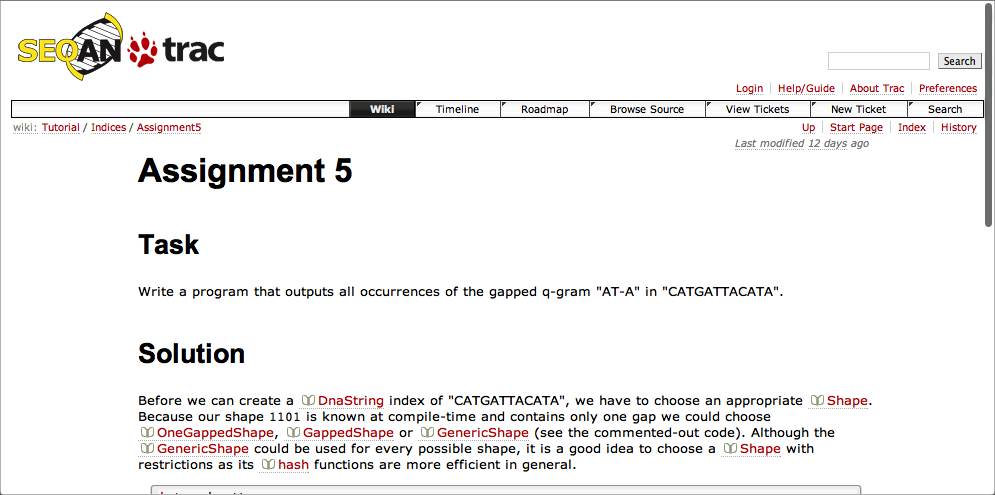 SEQAN trac
Search
Login Help/Guide About Trac Preferences
Wiki Timeline Roadmap Browse Source View Tickets New Ticket Search
wiki: Tutorial / Indices / Assignment5 Up Start Page Index History
Last modified 12 days ago
Assignment 5
Task
Write a program that outputs all occurrences of the gapped q-gram "AT-A" in "CATGATTACATA".
Solution
Before we can create a DnaString index of "CATGATTACATA", we have to choose an appropriate Shape.
Because our shape 1101 is known at compile-time and contains only one gap we could choose
OneGappedShape, GappedShape or GenericShape (see the commented-out code). Although the
GenericShape could be used for every possible shape, it is a good idea to choose a Shape with
restrictions as its hash functions are more efficient in general.